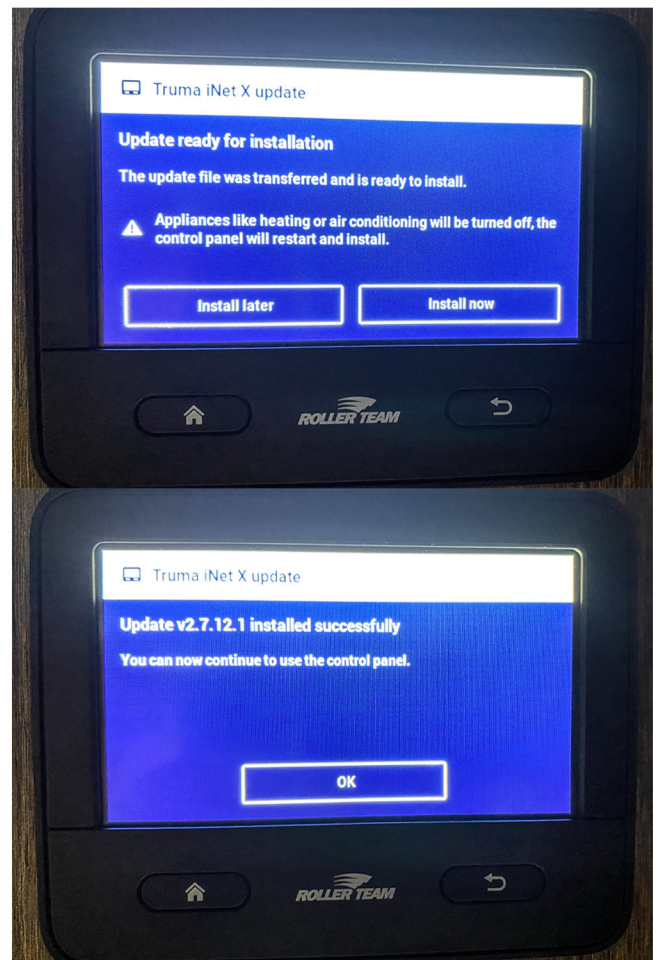 Truma iNet X update
Update ready for installation
The update file was transferred and is ready to install.
Appliances like heating or air conditioning will be turned off, the
control panel will restart and install.
Install later
Install now
ROLLER TEAM
Truma iNet X update
Update v2.7.12.1 installed successfully
You can now continue to use the control panel.
OK
ROLLER TEAM